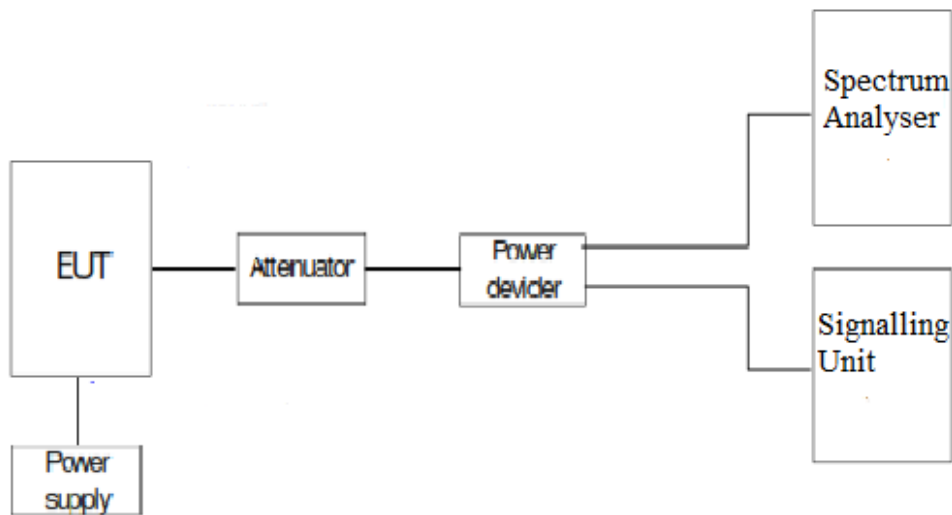 Spectrum
Analyser
EUT
Attenuator
Power
devider
Signalling
Unit
Power
supply